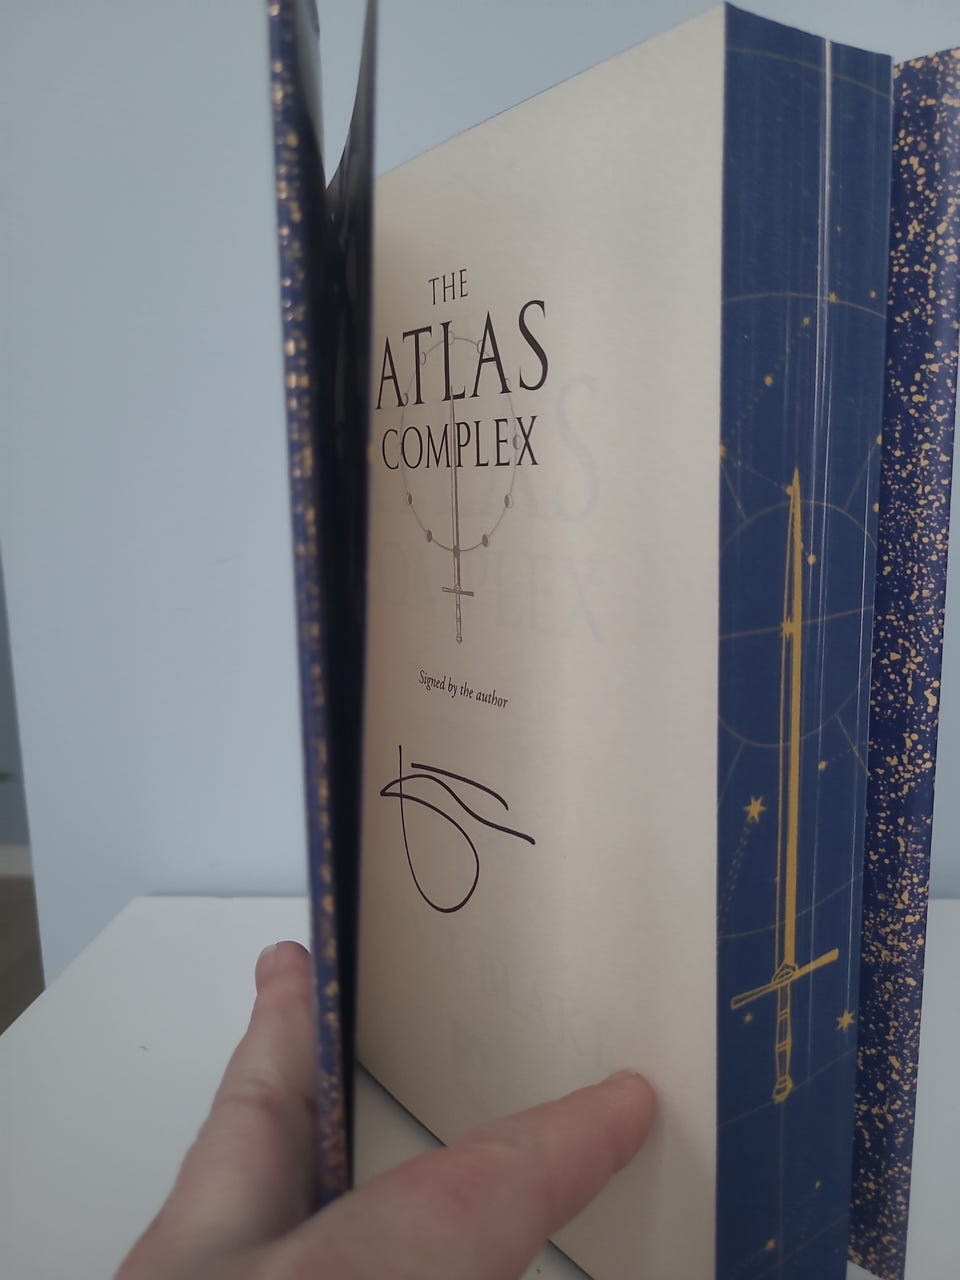 THE
ATLAS
COMPLEX
Signed by the author